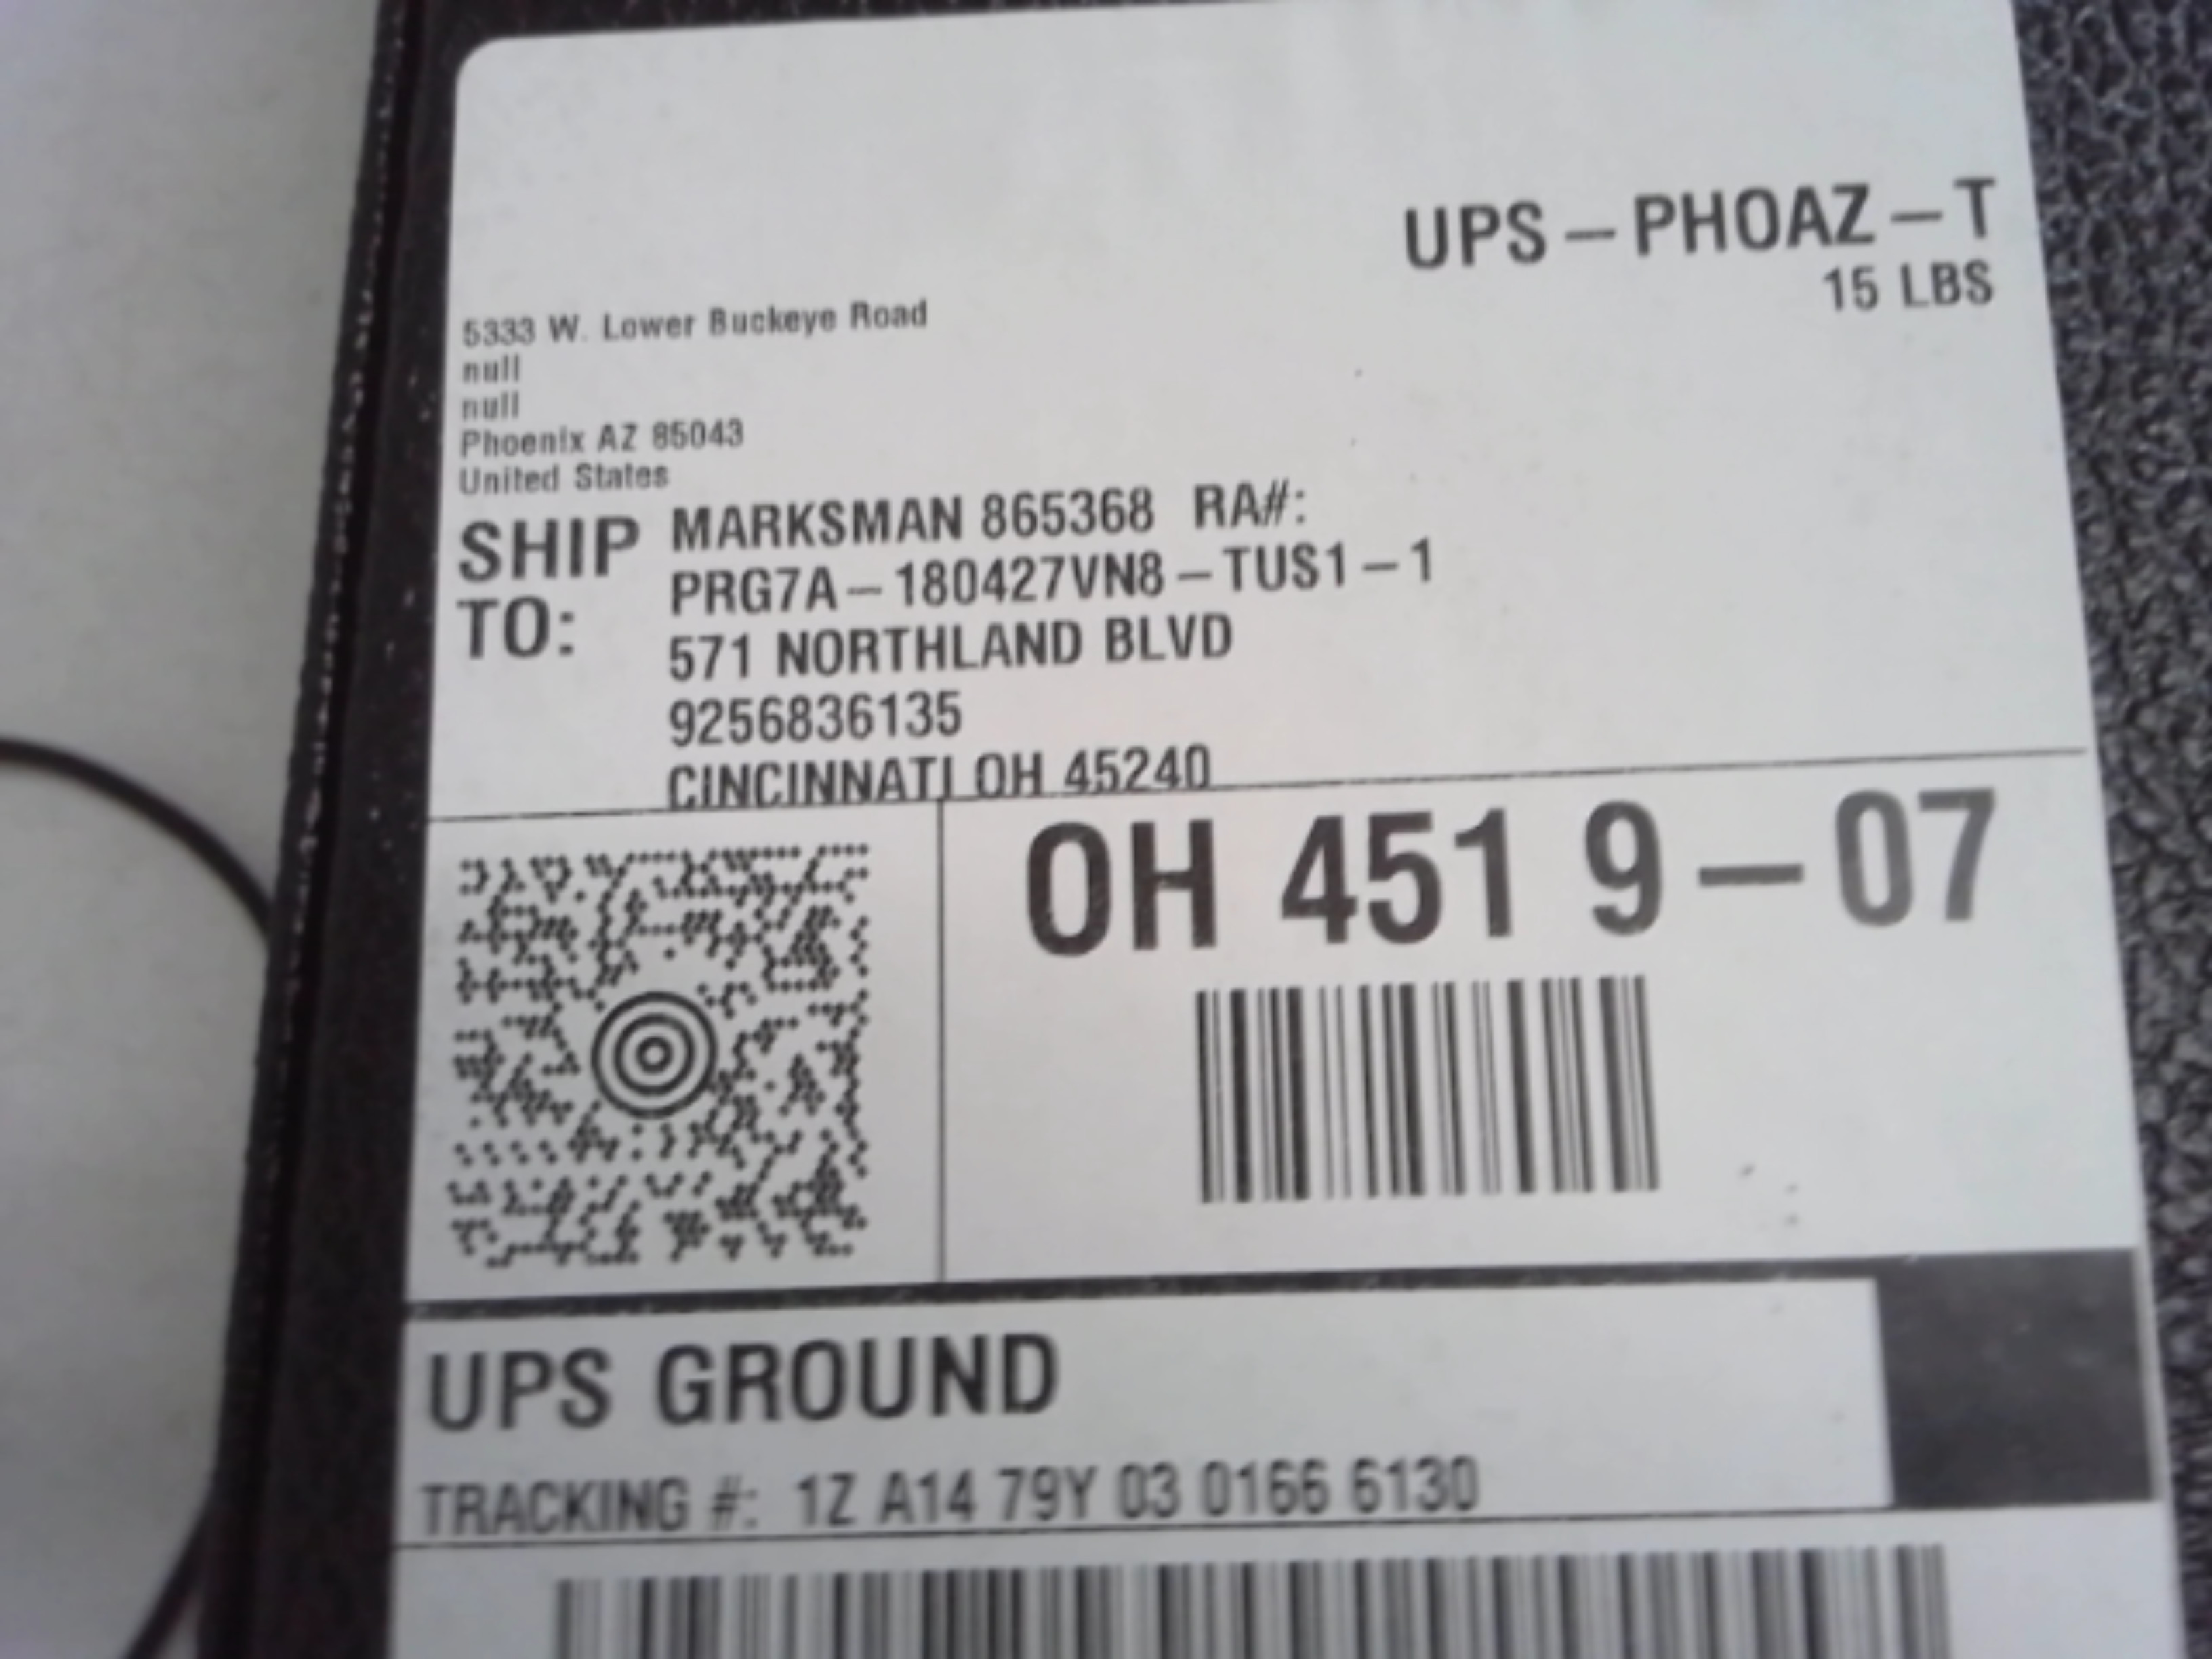 UPS - PHOAZ - T
15 LBS
5333 W. Lower Buckeye Road
null
null
Phoenix AZ 85043
United States
SHIP TO:
MARKSMAN 865368 RA#:
PRG7A - 180427VN8 - TUS1 - 1
571 NORTHLAND BLVD
9256836135
CINCINNATI OH 45240
OH 451 9 - 07
UPS GROUND
TRACKING #: 1Z A14 79Y 03 0166 6130